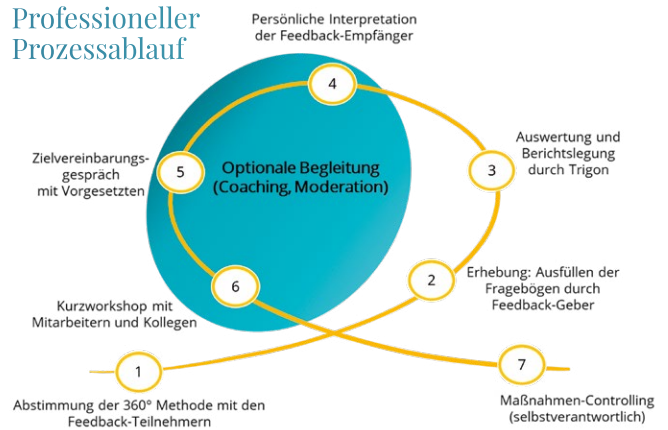 Professioneller
Prozessablauf
Persönliche Interpretation
der Feedback-Empfänger
4
Zielvereinbarungs-
gespräch
mit Vorgesetzten
5
Optionale Begleitung
(Coaching, Moderation)
3
Auswertung und
Berichtslegung
durch Trigon
6
Kurzworkshop mit
Mitarbeitern und Kollegen
2
Erhebung: Ausfüllen der
Fragebögen durch
Feedback-Geber
1
Abstimmung der 360° Methode mit den
Feedback-Teilnehmern
7
Maßnahmen-Controlling
(selbstverantwortlich)